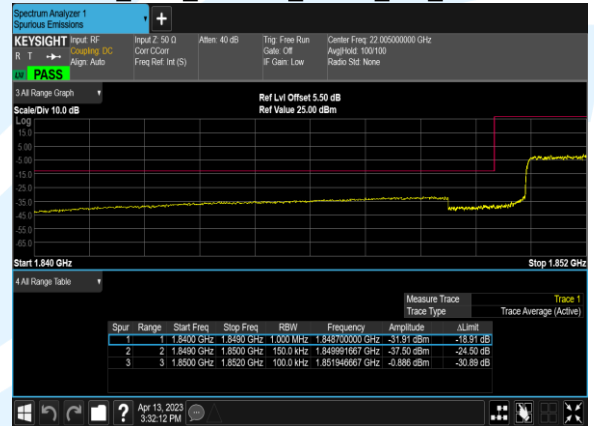 Spectrum Analyzer 1
Spurious Emissions
KEYSIGHT Input: RF Input Z: 50 Ω Atten: 40 dB Trig: Free Run Center Freq: 22.005000000 GHz
R T Coupling: DC Corr CCorr Gate: Off Avg|Hold: 100/100
Align: Auto Freq Ref: Int (S) IF Gain: Low Radio Std: None
PASS
3 All Range Graph
Ref Lvl Offset 5.50 dB
Scale/Div 10.0 dB Ref Value 25.00 dBm
Log
15.0
5.00
-5.00
-15.0
-25.0
-35.0
-45.0
-55.0
-65.0
Start 1.840 GHz Stop 1.852 GHz
4 All Range Table
Measure Trace Trace 1
Trace Type Trace Average (Active)
Spur Range Start Freq Stop Freq RBW Frequency Amplitude ΔLimit
1 1 1.8400 GHz 1.8490 GHz 1.000 MHz 1.848700000 GHz -31.91 dBm -18.91 dB
2 2 1.8490 GHz 1.8500 GHz 150.0 kHz 1.849991667 GHz -37.50 dBm -24.50 dB
3 3 1.8500 GHz 1.8520 GHz 100.0 kHz 1.851946667 GHz -0.886 dBm -30.89 dB
Apr 13, 2023
3:32:12 PM